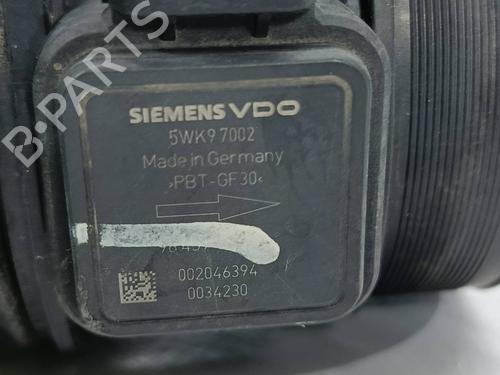 B-PARTS
SIEMENS VDO
5WK9 7002
Made in Germany
>PBT-GF30<
002046394
0034230